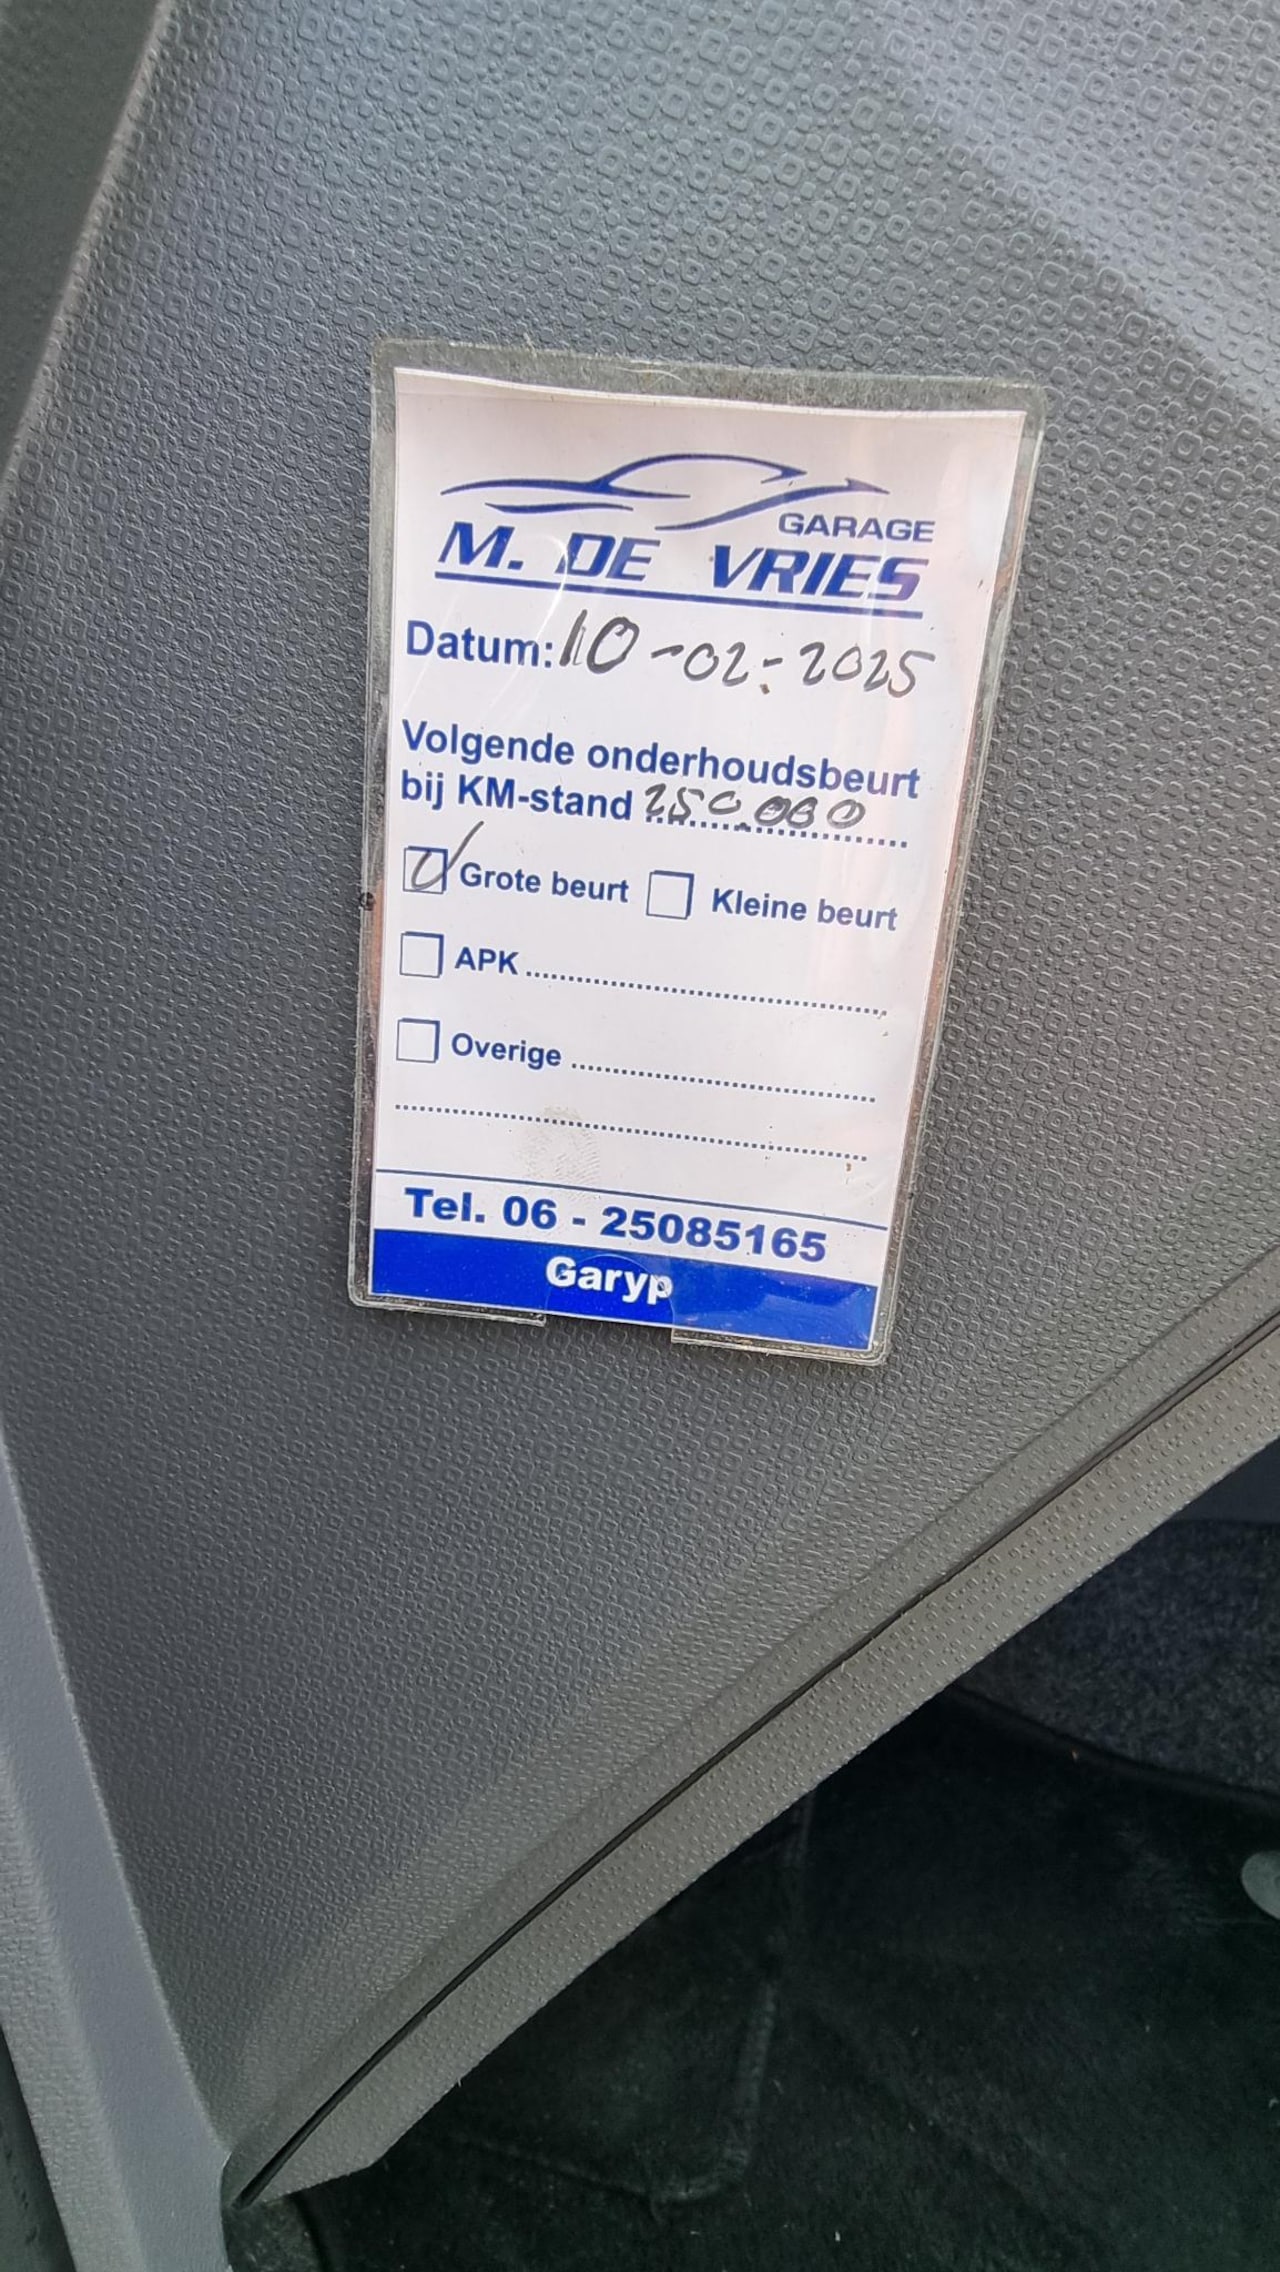 GARAGE
M. DE VRIES
Datum: 10-02-2025
Volgende onderhoudsbeurt
bij KM-stand 250.000
Grote beurt Kleine beurt
APK
Overige
Tel. 06 - 25085165
Garyp